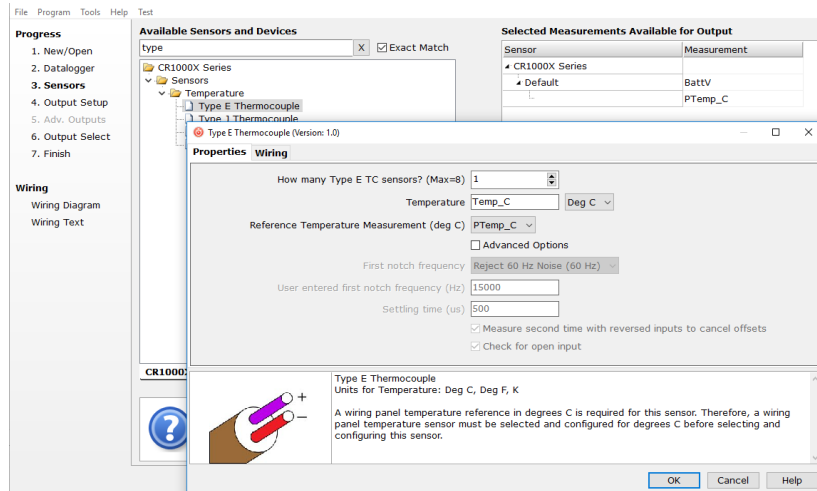 File Program Tools Help Test
Progress
1. New/Open
2. Datalogger
3. Sensors
4. Output Setup
5. Adv. Outputs
6. Output Select
7. Finish
Wiring
Wiring Diagram
Wiring Text
Available Sensors and Devices
type X Exact Match
CR1000X Series
Sensors
Temperature
Type E Thermocouple
Type J Thermocouple
CR1000
Selected Measurements Available for Output
Sensor Measurement
CR1000X Series
Default BattV
PTemp_C
Type E Thermocouple (Version: 1.0)
Properties Wiring
How many Type E TC sensors? (Max=8) 1
Temperature Temp_C Deg C
Reference Temperature Measurement (deg C) PTemp_C
Advanced Options
First notch frequency Reject 60 Hz Noise (60 Hz)
User entered first notch frequency (Hz) 15000
Settling time (us) 500
Measure second time with reversed inputs to cancel offsets
Check for open input
+
−
?
Type E Thermocouple
Units for Temperature: Deg C, Deg F, K
A wiring panel temperature reference in degrees C is required for this sensor. Therefore, a wiring
panel temperature sensor must be selected and configured for degrees C before selecting and
configuring this sensor.
OK Cancel Help